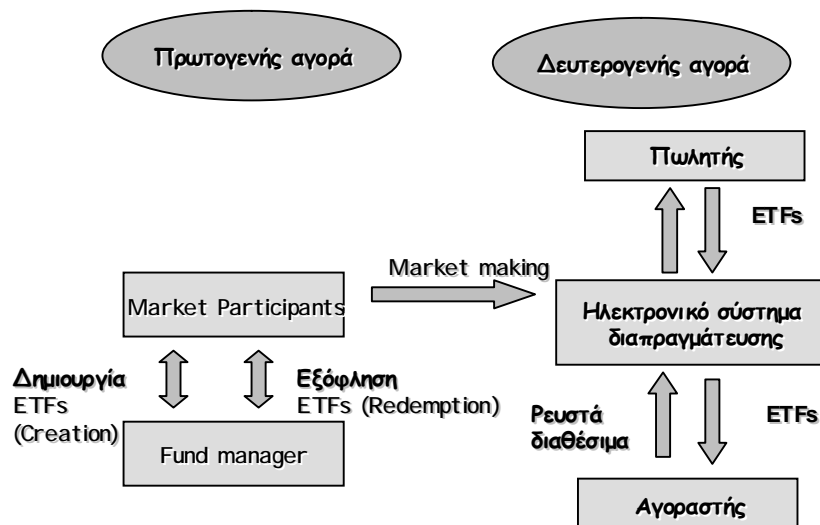 Πρωτογενής αγορά
Δευτερογενής αγορά
Πωλητής
ETFs
Market making
Market Participants
Ηλεκτρονικό σύστημα
διαπραγμάτευσης
Δημιουργία
ETFs
(Creation)
Εξόφληση
ETFs (Redemption)
Fund manager
Ρευστά
διαθέσιμα
ETFs
Αγοραστής